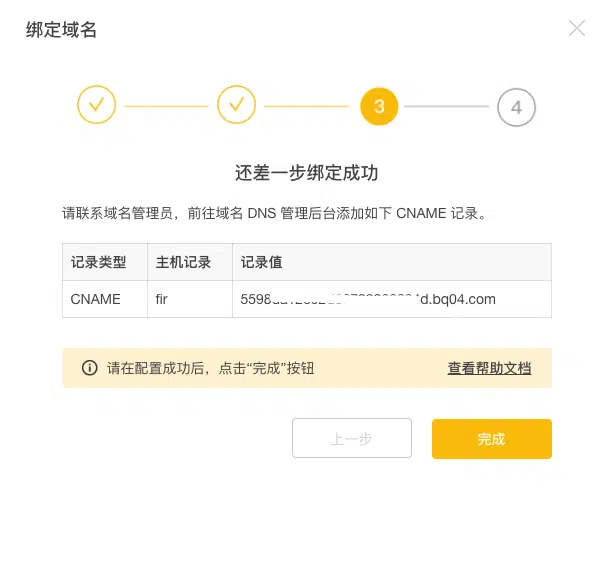 绑定域名
3
4
还差一步绑定成功
请联系域名管理员，前往域名 DNS 管理后台添加如下 CNAME 记录。
记录类型 主机记录 记录值
CNAME fir 5598 d.bq04.com
请在配置成功后，点击“完成”按钮 查看帮助文档
上一步 完成